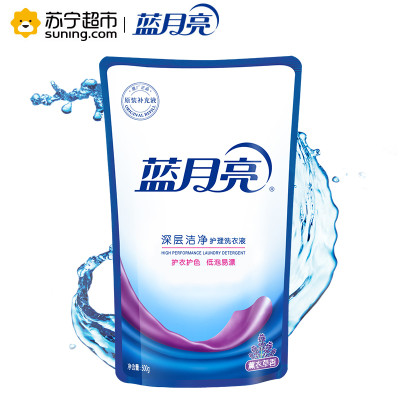 苏宁超市
suning.com
蓝月亮
原装补充液
ORIGINAL REFILL
蓝月亮®
深层洁净 护理洗衣液
HIGH PERFORMANCE LAUNDRY DETERGENT
护衣护色 低泡易漂
薰衣草香
净含量:500g